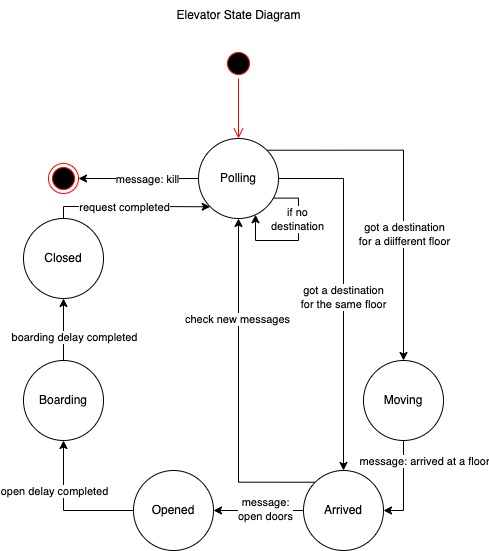 Elevator State Diagram
Polling
message: kill
request completed
if no
destination
got a destination
for a diifferent floor
Closed
got a destination
for the same floor
check new messages
boarding delay completed
Boarding
Moving
message: arrived at a floor
open delay completed
Opened
message:
open doors
Arrived